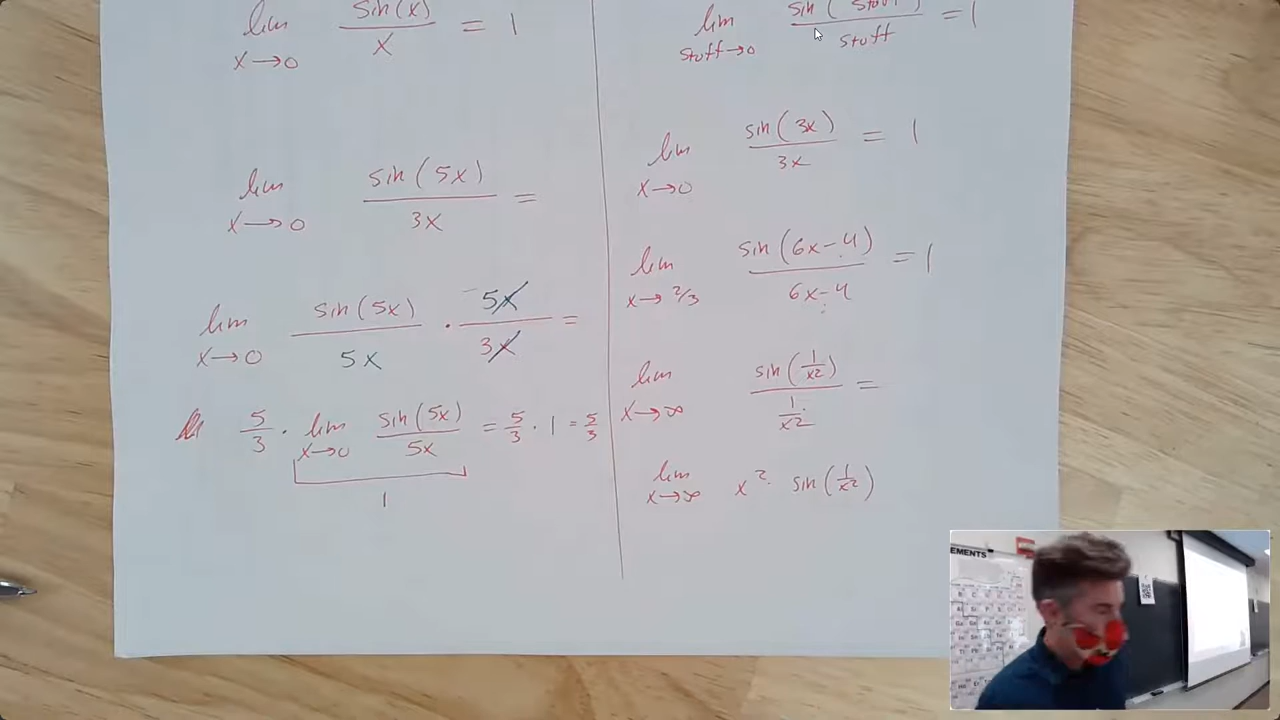 lim x→0 sin(x)/x = 1
lim x→0 sin(5x)/3x =
lim x→0 sin(5x)/5x · 5x/3x =
5/3 · lim x→0 sin(5x)/5x = 5/3 · 1 = 5/3
1
lim stuff→0 sin(stuff)/stuff = 1
lim x→0 sin(3x)/3x = 1
lim x→2/3 sin(6x-4)/6x-4 = 1
lim x→∞ sin(1/x2)/1/x2 =
lim x→∞ x2 · sin(1/x2)
EMENTS